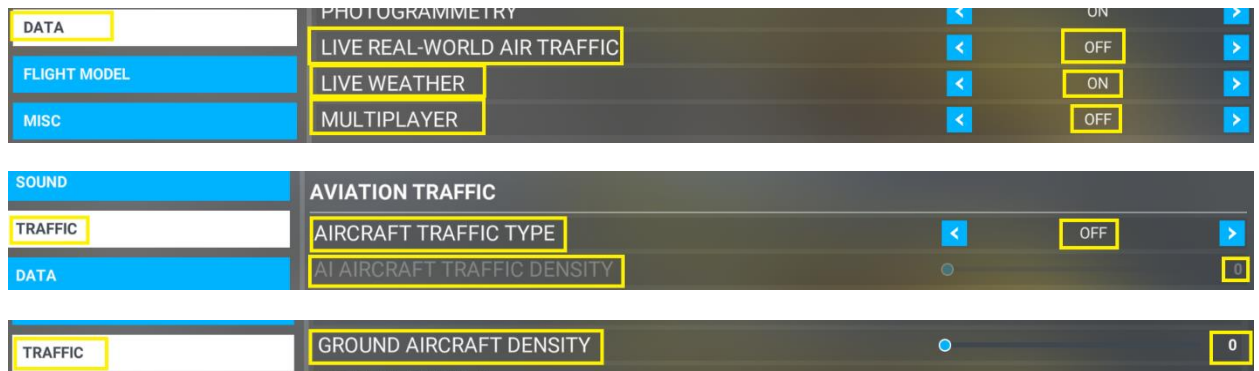 DATA
PHOTOGRAMMETRY ON
LIVE REAL-WORLD AIR TRAFFIC OFF
FLIGHT MODEL
LIVE WEATHER ON
MISC
MULTIPLAYER OFF
SOUND
AVIATION TRAFFIC
TRAFFIC
AIRCRAFT TRAFFIC TYPE OFF
DATA
AI AIRCRAFT TRAFFIC DENSITY 0
TRAFFIC
GROUND AIRCRAFT DENSITY 0